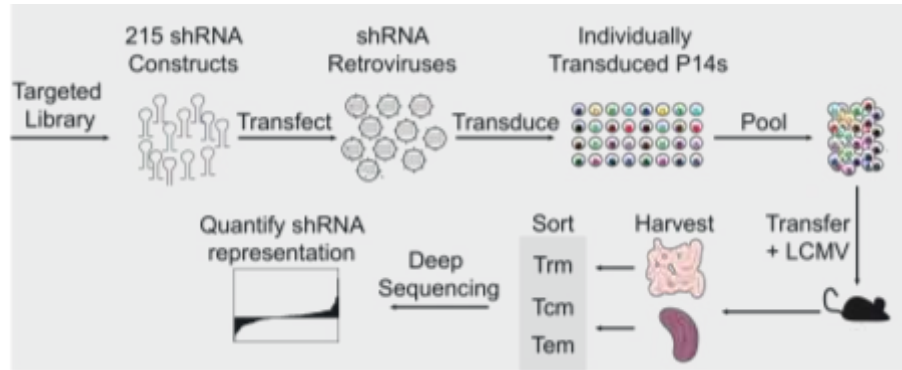 215 shRNA
Constructs
shRNA
Retroviruses
Individually
Transduced P14s
Targeted
Library
Transfect
Transduce
Pool
Transfer
+ LCMV
Harvest
Sort
Trm
Tcm
Tem
Deep
Sequencing
Quantify shRNA
representation